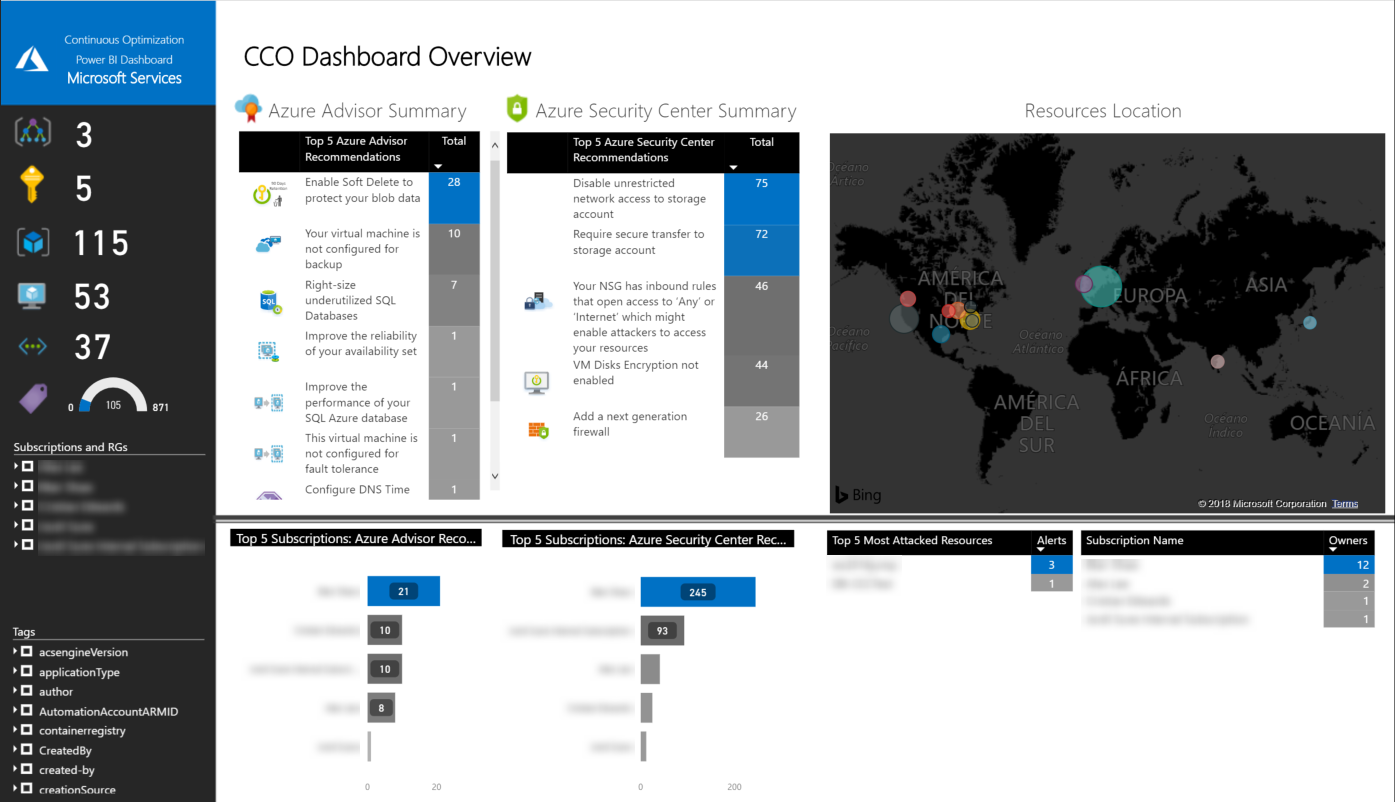 Continuous Optimization
Power BI Dashboard
Microsoft Services
3
5
115
53
37
0
105
871
Subscriptions and RGs
Tags
acsengineVersion
applicationType
author
AutomationAccountARMID
containerregistry
CreatedBy
created-by
creationSource
CCO Dashboard Overview
Azure Advisor Summary
Top 5 Azure Advisor
Recommendations
Total
Enable Soft Delete to
protect your blob data
28
Your virtual machine is
not configured for
backup
10
Right-size
underutilized SQL
Databases
7
Improve the reliability
of your availability set
1
Improve the
performance of your
SQL Azure database
1
This virtual machine is
not configured for
fault tolerance
1
Configure DNS Time
1
Azure Security Center Summary
Top 5 Azure Security Center
Recommendations
Total
Disable unrestricted
network access to storage
account
75
Require secure transfer to
storage account
72
Your NSG has inbound rules
that open access to 'Any' or
'Internet' which might
enable attackers to access
your resources
46
VM Disks Encryption not
enabled
44
Add a next generation
firewall
26
Resources Location
Océano
Ártico
AMÉRICA
DEL
NORTE
EUROPA
ASIA
Océano
Pacífico
Océano
Atlántico
ÁFRICA
AMÉRICA
DEL
SUR
Océano
Índico
OCEANÍA
Bing
© 2018 Microsoft Corporation Terms
Top 5 Subscriptions: Azure Advisor Reco...
21
10
10
8
0 20
Top 5 Subscriptions: Azure Security Center Rec...
245
93
0 200
Top 5 Most Attacked Resources
Alerts
3
1
Subscription Name
Owners
12
2
1
1